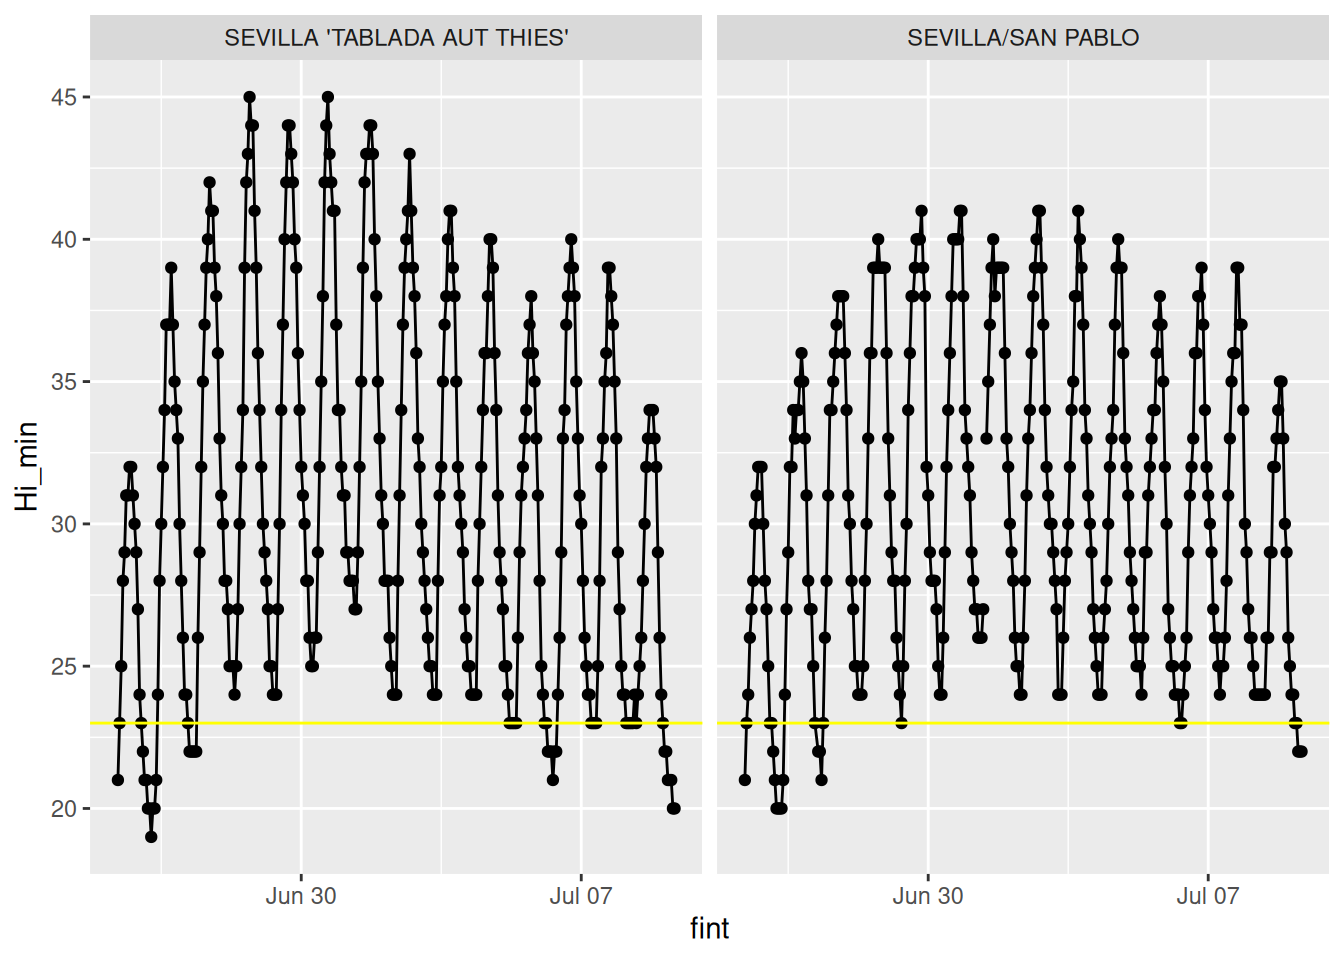 SEVILLA 'TABLADA AUT THIES'
SEVILLA/SAN PABLO
45
40
35
30
25
20
Hi_min
Jun 30
Jul 07
Jun 30
Jul 07
fint